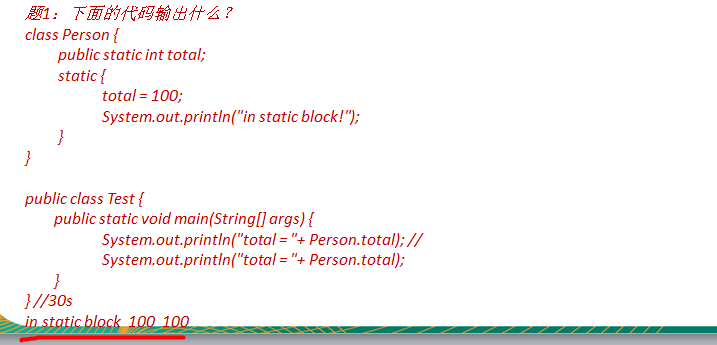 题1：下面的代码输出什么？
class Person {
public static int total;
static {
total = 100;
System.out.println("in static block!");
}
}
public class Test {
public static void main(String[] args) {
System.out.println("total = "+ Person.total); //
System.out.println("total = "+ Person.total);
}
} //30s
in static block 100 100